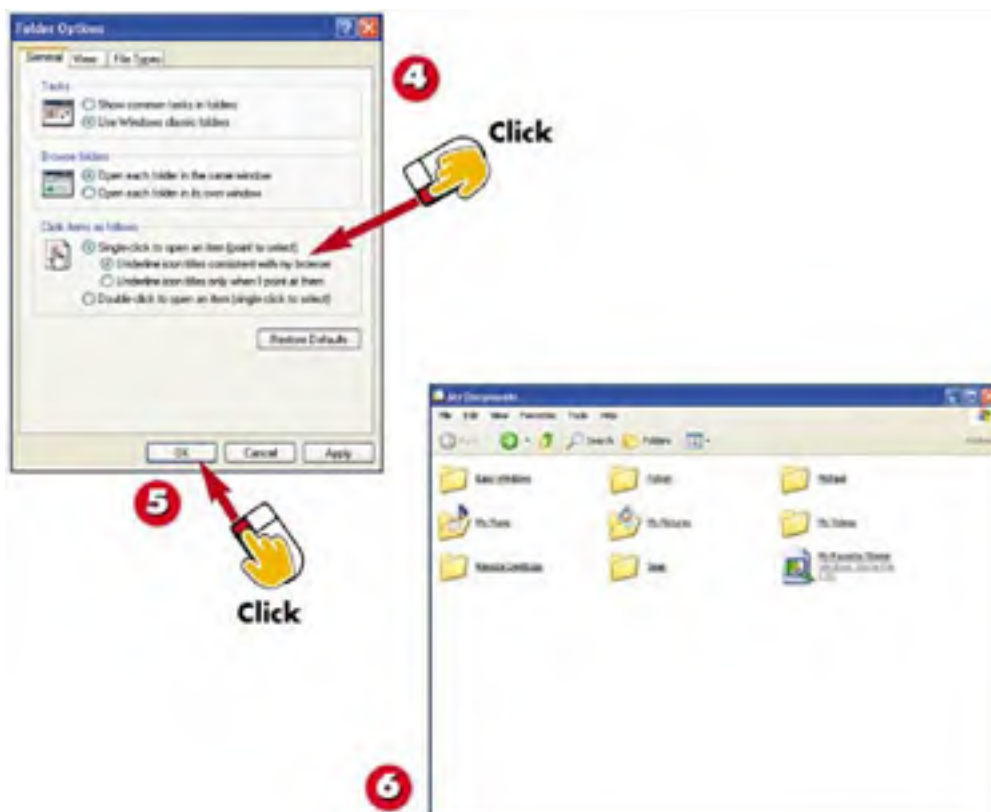 Folder Options
General View File Types
Tasks
Show common tasks in folders
Use Windows classic folders
Browse folders
Open each folder in the same window
Open each folder in its own window
Click items as follows
Single-click to open an item (point to select)
Underline icon titles consistent with my browser
Underline icon titles only when I point at them
Double-click to open an item (single-click to select)
Restore Defaults
OK Cancel Apply
4
Click
5
Click
My Documents
File Edit View Favorites Tools Help
Search Folders
My Music
My Pictures
My Videos
My Favorite Theme
6